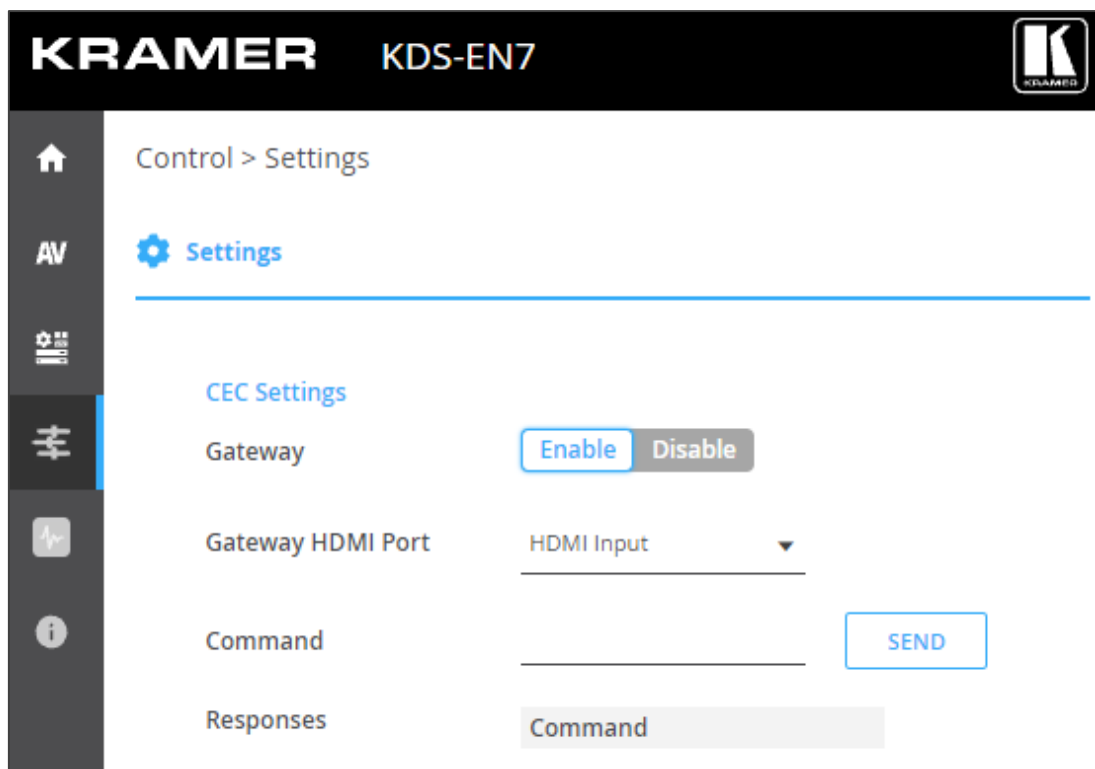 KRAMER KDS-EN7
KRAMER
Control > Settings
AV
Settings
CEC Settings
Gateway Enable Disable
Gateway HDMI Port HDMI Input
Command SEND
Responses Command